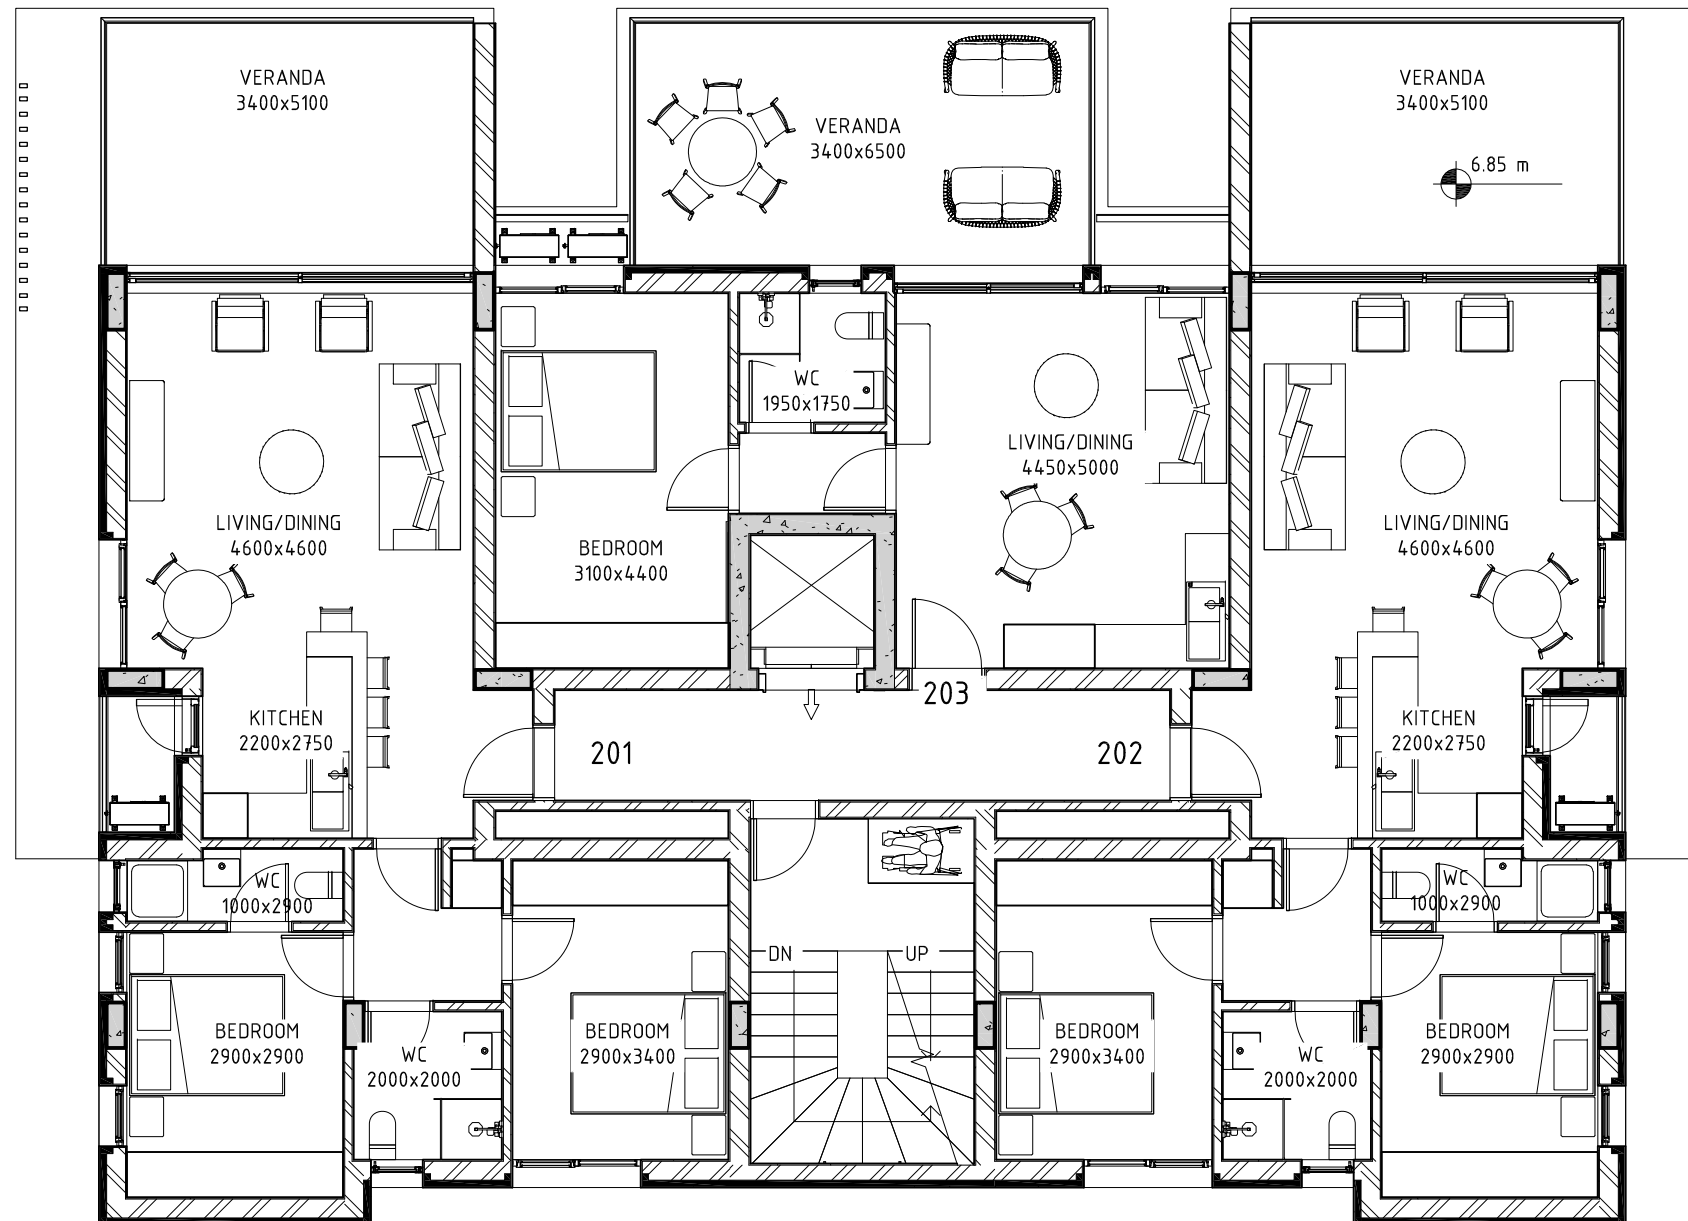 VERANDA
3400x5100
VERANDA
3400x6500
VERANDA
3400x5100
6.85 m
WC
1950x1750
LIVING/DINING
4450x5000
LIVING/DINING
4600x4600
BEDROOM
3100x4400
LIVING/DINING
4600x4600
203
KITCHEN
2200x2750
201
202
KITCHEN
2200x2750
WC
1000x2900
WC
1000x2900
DN
UP
BEDROOM
2900x2900
WC
2000x2000
BEDROOM
2900x3400
BEDROOM
2900x3400
WC
2000x2000
BEDROOM
2900x2900